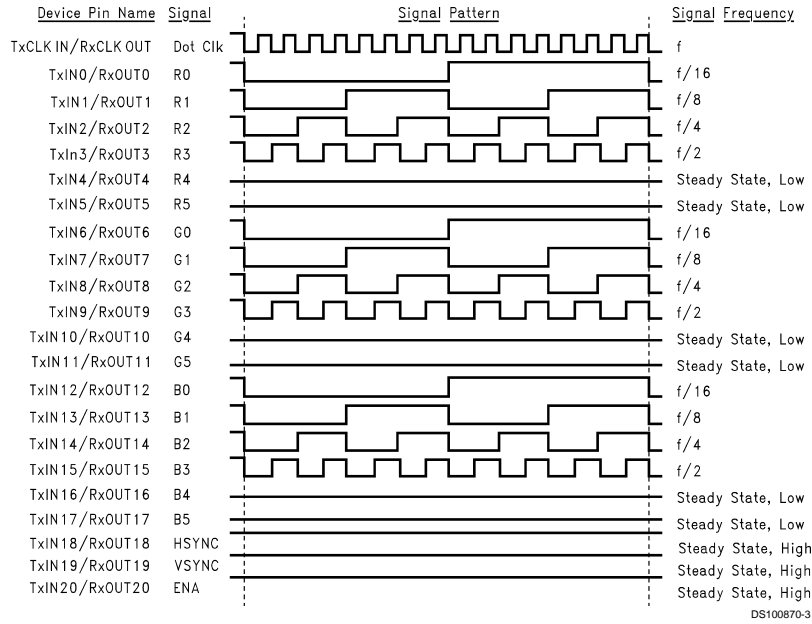 Device Pin Name Signal Signal Pattern Signal Frequency
TxCLK IN/RxCLK OUT Dot Clk f
TxIN0/RxOUT0 R0 f/16
TxIN1/RxOUT1 R1 f/8
TxIN2/RxOUT2 R2 f/4
TxIn3/RxOUT3 R3 f/2
TxIN4/RxOUT4 R4 Steady State, Low
TxIN5/RxOUT5 R5 Steady State, Low
TxIN6/RxOUT6 G0 f/16
TxIN7/RxOUT7 G1 f/8
TxIN8/RxOUT8 G2 f/4
TxIN9/RxOUT9 G3 f/2
TxIN10/RxOUT10 G4 Steady State, Low
TxIN11/RxOUT11 G5 Steady State, Low
TxIN12/RxOUT12 B0 f/16
TxIN13/RxOUT13 B1 f/8
TxIN14/RxOUT14 B2 f/4
TxIN15/RxOUT15 B3 f/2
TxIN16/RxOUT16 B4 Steady State, Low
TxIN17/RxOUT17 B5 Steady State, Low
TxIN18/RxOUT18 HSYNC Steady State, High
TxIN19/RxOUT19 VSYNC Steady State, High
TxIN20/RxOUT20 ENA Steady State, High
DS100870-3